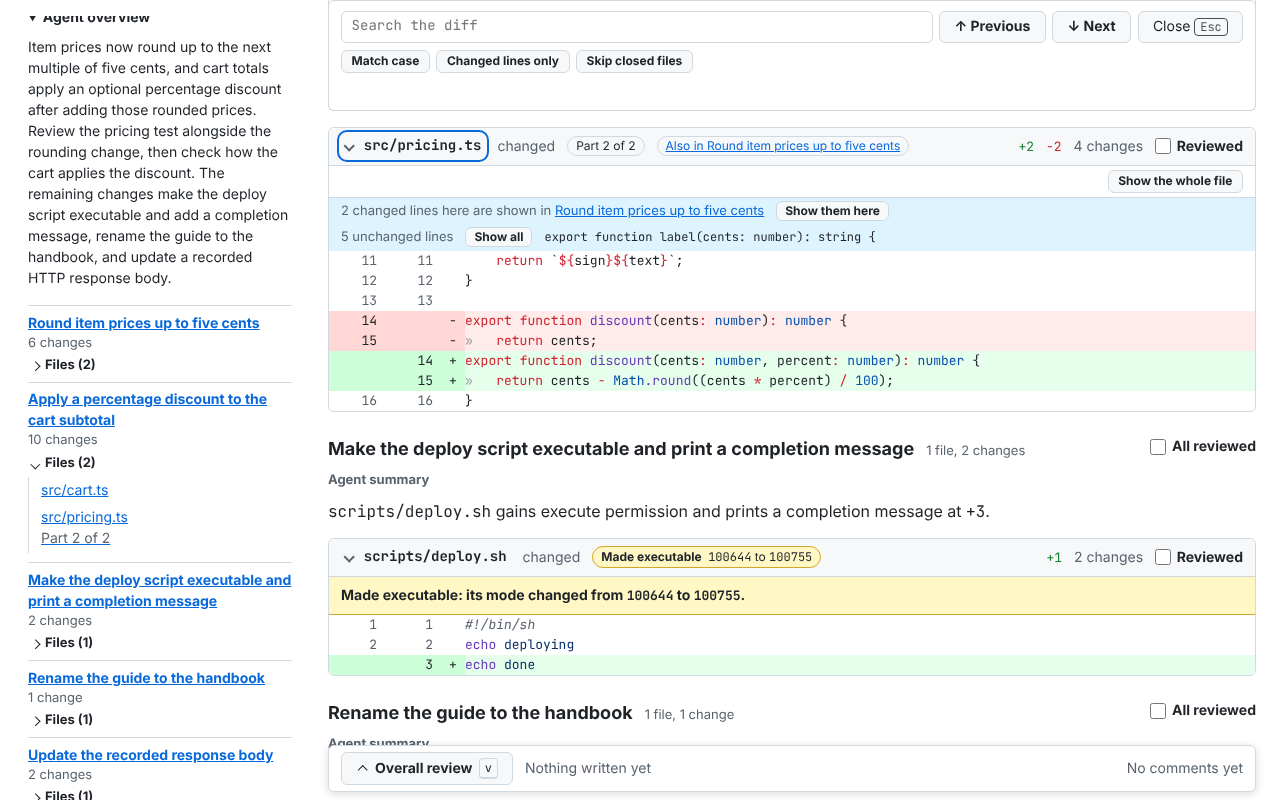 ▾ Agent overview
Item prices now round up to the next
multiple of five cents, and cart totals
apply an optional percentage discount
after adding those rounded prices.
Review the pricing test alongside the
rounding change, then check how the
cart applies the discount. The
remaining changes make the deploy
script executable and add a completion
message, rename the guide to the
handbook, and update a recorded
HTTP response body.
Round item prices up to five cents
6 changes
Files (2)
Apply a percentage discount to the
cart subtotal
10 changes
Files (2)
src/cart.ts
src/pricing.ts
Part 2 of 2
Make the deploy script executable and
print a completion message
2 changes
Files (1)
Rename the guide to the handbook
1 change
Files (1)
Update the recorded response body
2 changes
Files (1)
Search the diff ↑ Previous ↓ Next Close Esc
Match case Changed lines only Skip closed files
src/pricing.ts changed Part 2 of 2 Also in Round item prices up to five cents +2 -2 4 changes Reviewed
Show the whole file
2 changed lines here are shown in Round item prices up to five cents Show them here
5 unchanged lines Show all export function label(cents: number): string {
11 11 return `${sign}${text}`;
12 12 }
13 13
14 - export function discount(cents: number): number {
15 - » return cents;
14 + export function discount(cents: number, percent: number): number {
15 + » return cents - Math.round((cents * percent) / 100);
16 16 }
Make the deploy script executable and print a completion message 1 file, 2 changes All reviewed
Agent summary
scripts/deploy.sh gains execute permission and prints a completion message at +3.
scripts/deploy.sh changed Made executable 100644 to 100755 +1 2 changes Reviewed
Made executable: its mode changed from 100644 to 100755.
1 1 #!/bin/sh
2 2 echo deploying
3 + echo done
Rename the guide to the handbook 1 file, 1 change All reviewed
Agent summary
Overall review v Nothing written yet No comments yet